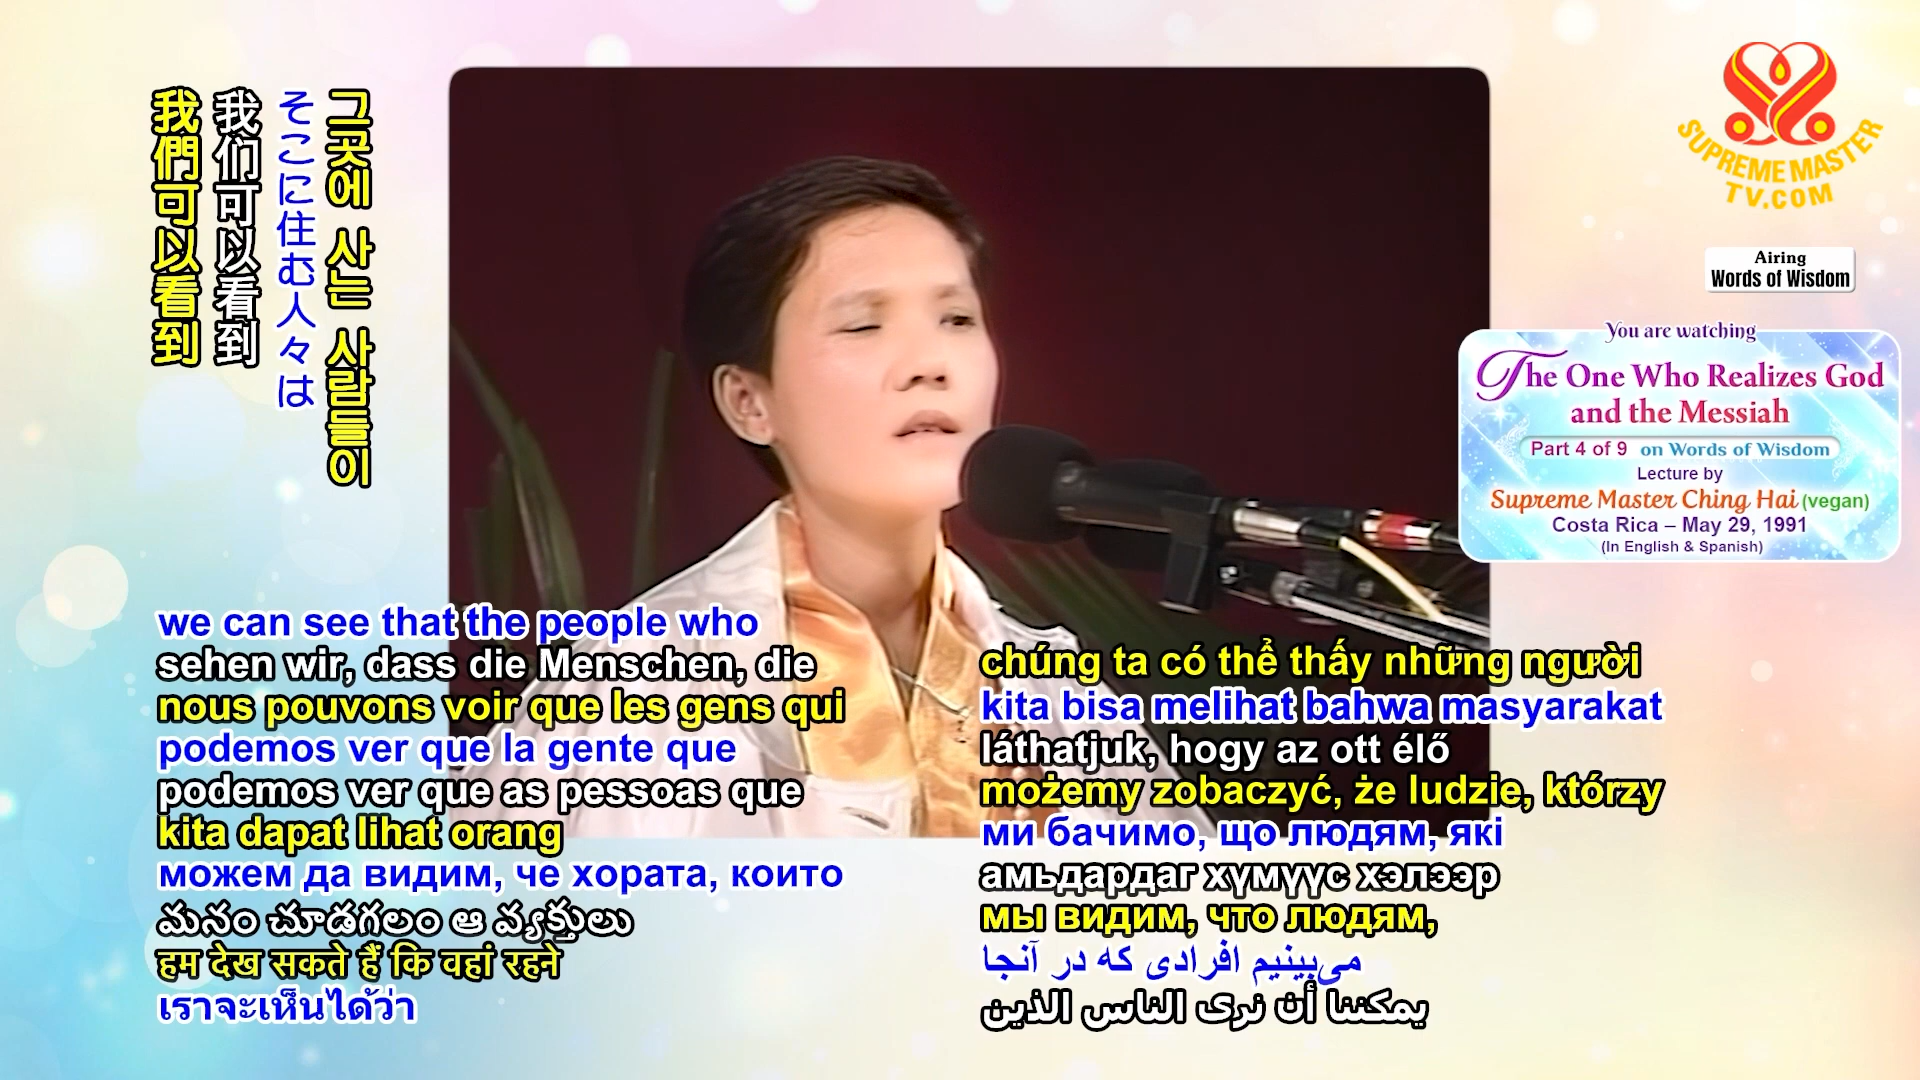 我們可以看到
我们可以看到
そこに住む人々は
그곳에 사는 사람들이
SUPREME MASTER
TV.COM
Airing
Words of Wisdom
You are watching
The One Who Realizes God
and the Messiah
Part 4 of 9 on Words of Wisdom
Lecture by
Supreme Master Ching Hai (vegan)
Costa Rica – May 29, 1991
(In English & Spanish)
we can see that the people who
sehen wir, dass die Menschen, die
nous pouvons voir que les gens qui
podemos ver que la gente que
podemos ver que as pessoas que
kita dapat lihat orang
можем да видим, че хората, които
మనం చూడగలం ఆ వ్యక్తులు
हम देख सकते हैं कि वहां रहने
เราจะเห็นได้ว่า
chúng ta có thể thấy những người
kita bisa melihat bahwa masyarakat
láthatjuk, hogy az ott élő
możemy zobaczyć, że ludzie, którzy
ми бачимо, що людям, які
амьдардаг хүмүүс хэлээр
мы видим, что людям,
می‌بینیم افرادی که در آنجا
يمكننا أن نرى الناس الذين